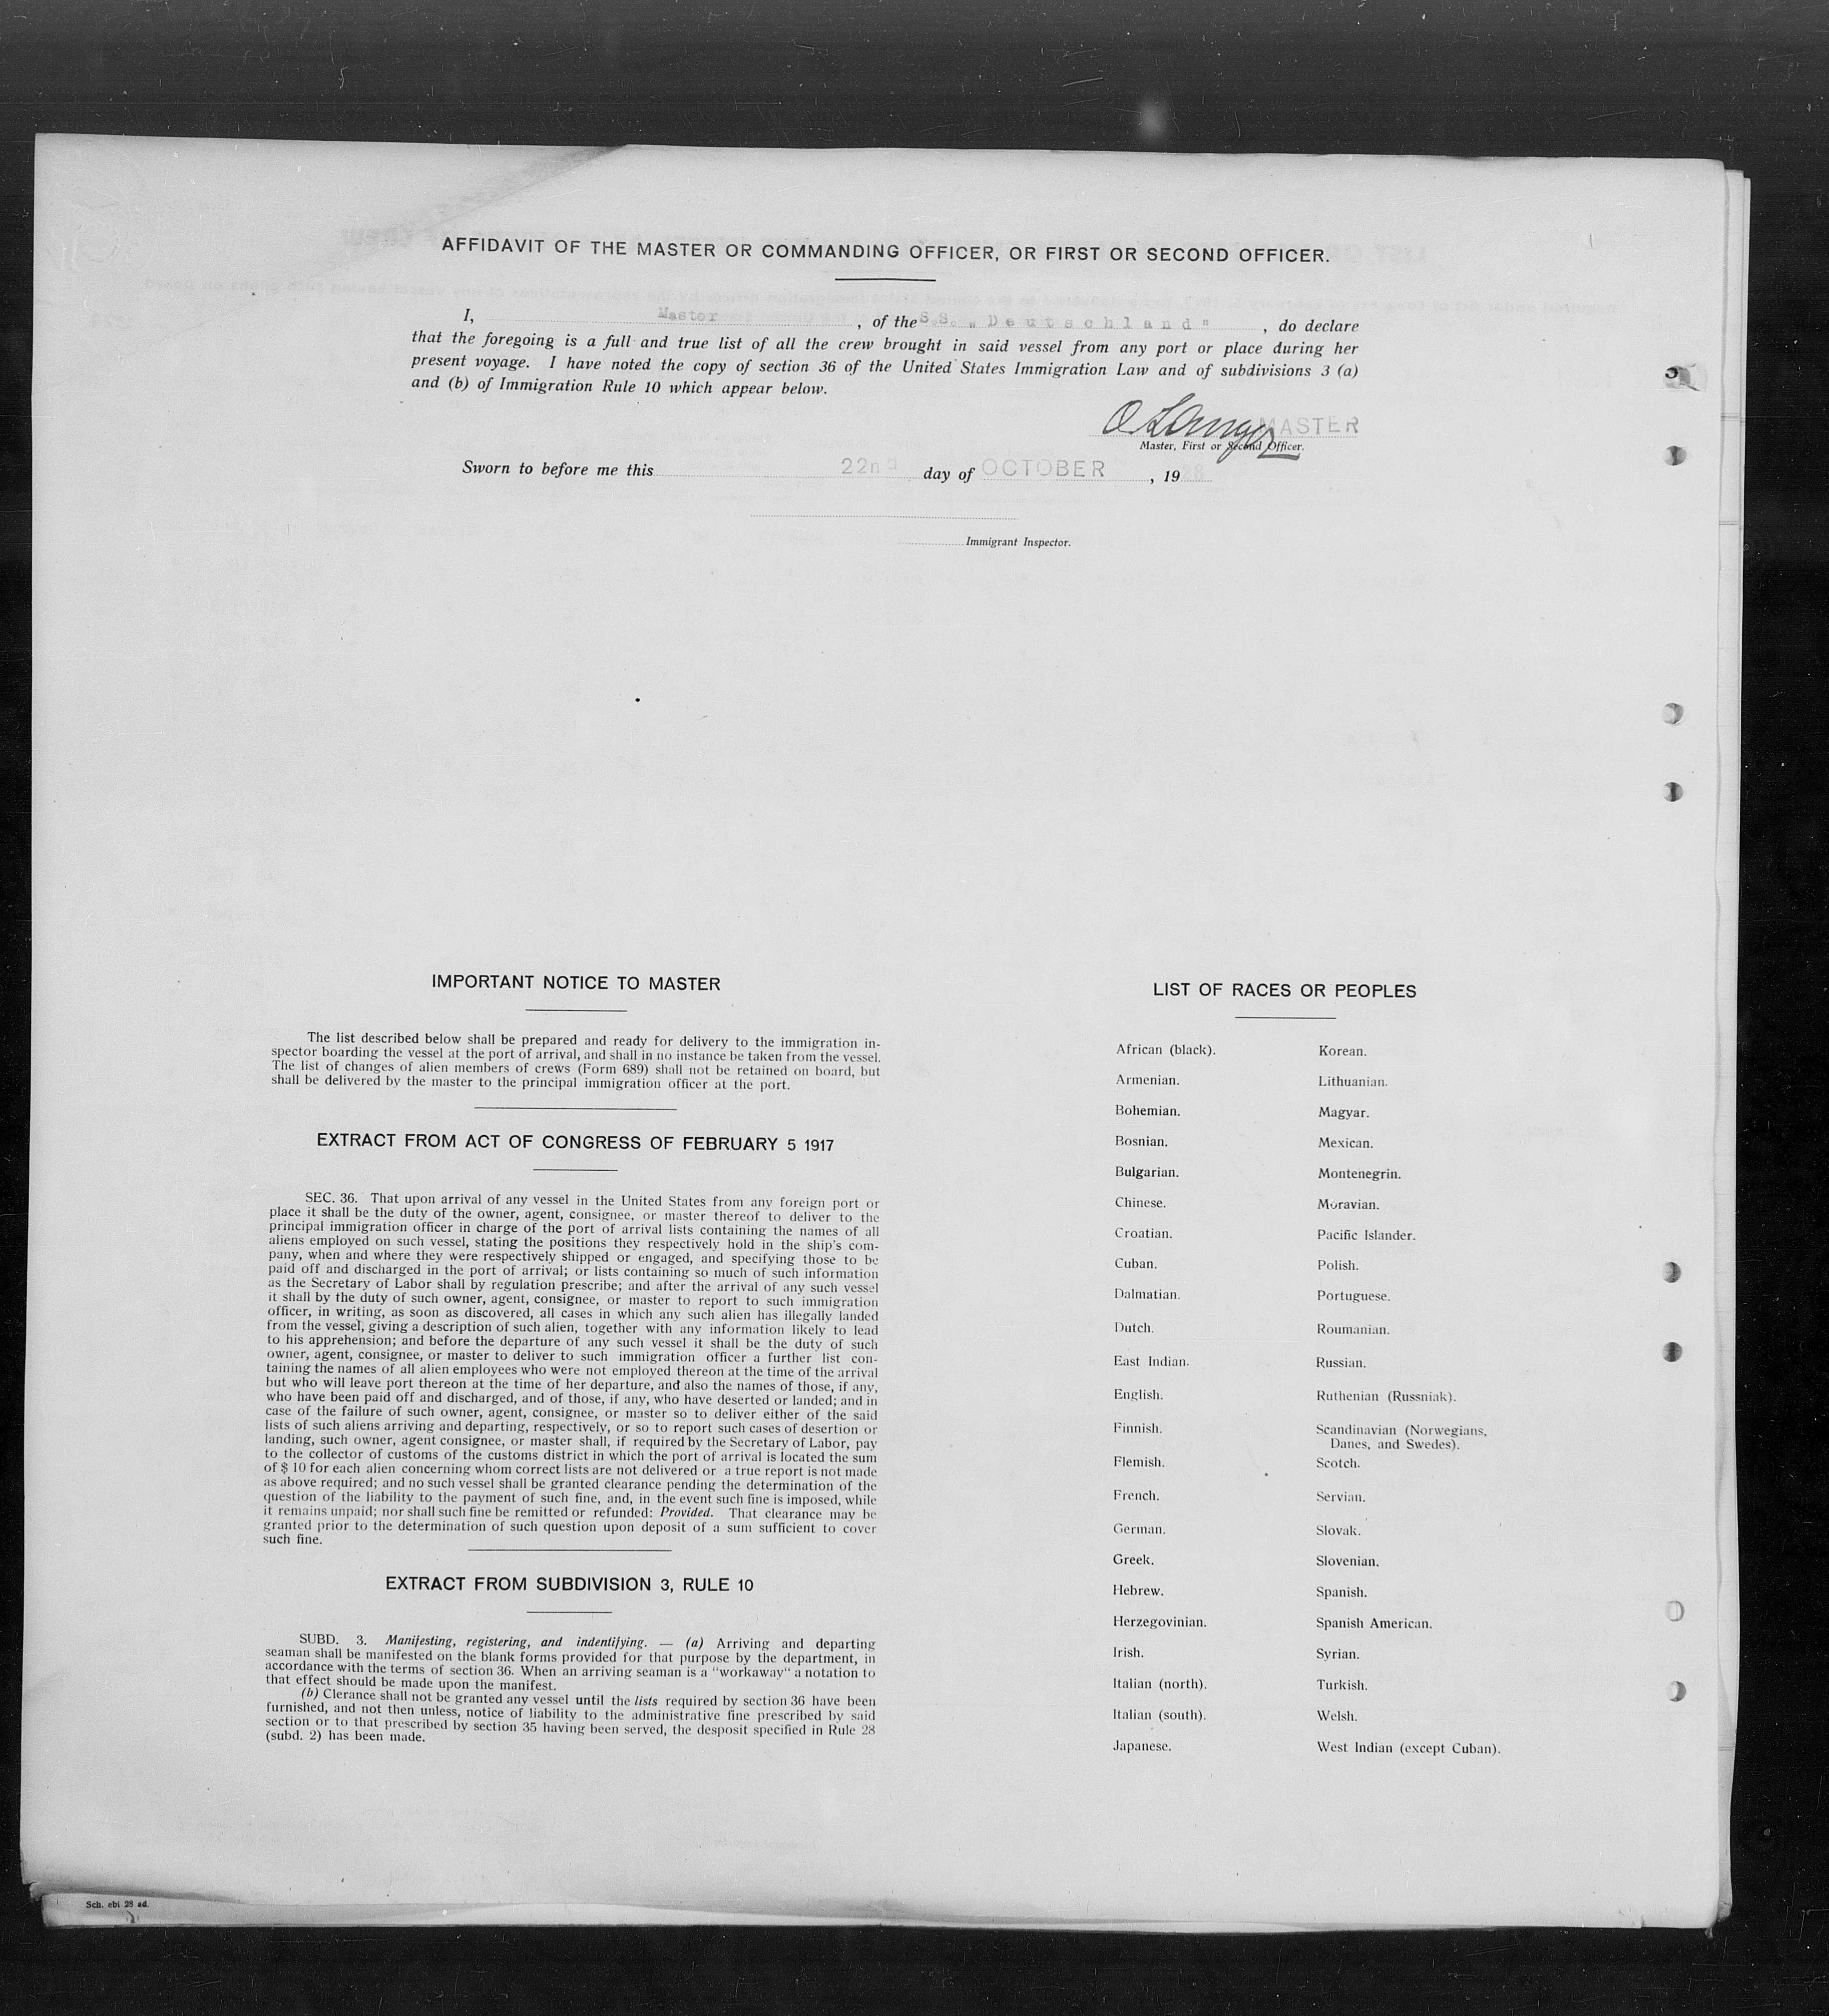 AFFIDAVIT OF THE MASTER OR COMMANDING OFFICER, OR FIRST OR SECOND OFFICER.
I, Master, of the S.S. „Deutschland", do declare
that the foregoing is a full and true list of all the crew brought in said vessel from any port or place during her
present voyage. I have noted the copy of section 36 of the United States Immigration Law and of subdivisions 3 (a)
and (b) of Immigration Rule 10 which appear below.
MASTER
Master, First or Second Officer.
Sworn to before me this 22nd day of OCTOBER, 1928
Immigrant Inspector.
IMPORTANT NOTICE TO MASTER
The list described below shall be prepared and ready for delivery to the immigration in-
spector boarding the vessel at the port of arrival, and shall in no instance be taken from the vessel.
The list of changes of alien members of crews (Form 689) shall not be retained on board, but
shall be delivered by the master to the principal immigration officer at the port.
EXTRACT FROM ACT OF CONGRESS OF FEBRUARY 5 1917
SEC. 36. That upon arrival of any vessel in the United States from any foreign port or
place it shall be the duty of the owner, agent, consignee, or master thereof to deliver to the
principal immigration officer in charge of the port of arrival lists containing the names of all
aliens employed on such vessel, stating the positions they respectively hold in the ship's com-
pany, when and where they were respectively shipped or engaged, and specifying those to be
paid off and discharged in the port of arrival; or lists containing so much of such information
as the Secretary of Labor shall by regulation prescribe; and after the arrival of any such vessel
it shall by the duty of such owner, agent, consignee, or master to report to such immigration
officer, in writing, as soon as discovered, all cases in which any such alien has illegally landed
from the vessel, giving a description of such alien, together with any information likely to lead
to his apprehension; and before the departure of any such vessel it shall be the duty of such
owner, agent, consignee, or master to deliver to such immigration officer a further list con-
taining the names of all alien employees who were not employed thereon at the time of the arrival
but who will leave port thereon at the time of her departure, and also the names of those, if any,
who have been paid off and discharged, and of those, if any, who have deserted or landed; and in
case of the failure of such owner, agent, consignee, or master so to deliver either of the said
lists of such aliens arriving and departing, respectively, or so to report such cases of desertion or
landing, such owner, agent consignee, or master shall, if required by the Secretary of Labor, pay
to the collector of customs of the customs district in which the port of arrival is located the sum
of $ 10 for each alien concerning whom correct lists are not delivered or a true report is not made
as above required; and no such vessel shall be granted clearance pending the determination of the
question of the liability to the payment of such fine, and, in the event such fine is imposed, while
it remains unpaid; nor shall such fine be remitted or refunded: Provided. That clearance may be
granted prior to the determination of such question upon deposit of a sum sufficient to cover
such fine.
EXTRACT FROM SUBDIVISION 3, RULE 10
SUBD. 3. Manifesting, registering, and indentifying. — (a) Arriving and departing
seaman shall be manifested on the blank forms provided for that purpose by the department, in
accordance with the terms of section 36. When an arriving seaman is a "workaway" a notation to
that effect should be made upon the manifest.
(b) Clerance shall not be granted any vessel until the lists required by section 36 have been
furnished, and not then unless, notice of liability to the administrative fine prescribed by said
section or to that prescribed by section 35 having been served, the desposit specified in Rule 28
(subd. 2) has been made.
LIST OF RACES OR PEOPLES
African (black). Korean.
Armenian. Lithuanian.
Bohemian. Magyar.
Bosnian. Mexican.
Bulgarian. Montenegrin.
Chinese. Moravian.
Croatian. Pacific Islander.
Cuban. Polish.
Dalmatian. Portuguese.
Dutch. Roumanian.
East Indian. Russian.
English. Ruthenian (Russniak).
Finnish. Scandinavian (Norwegians,
Danes, and Swedes).
Flemish. Scotch.
French. Servian.
German. Slovak.
Greek. Slovenian.
Hebrew. Spanish.
Herzegovinian. Spanish American.
Irish. Syrian.
Italian (north). Turkish.
Italian (south). Welsh.
Japanese. West Indian (except Cuban).
Sch. ebi 28 ad.